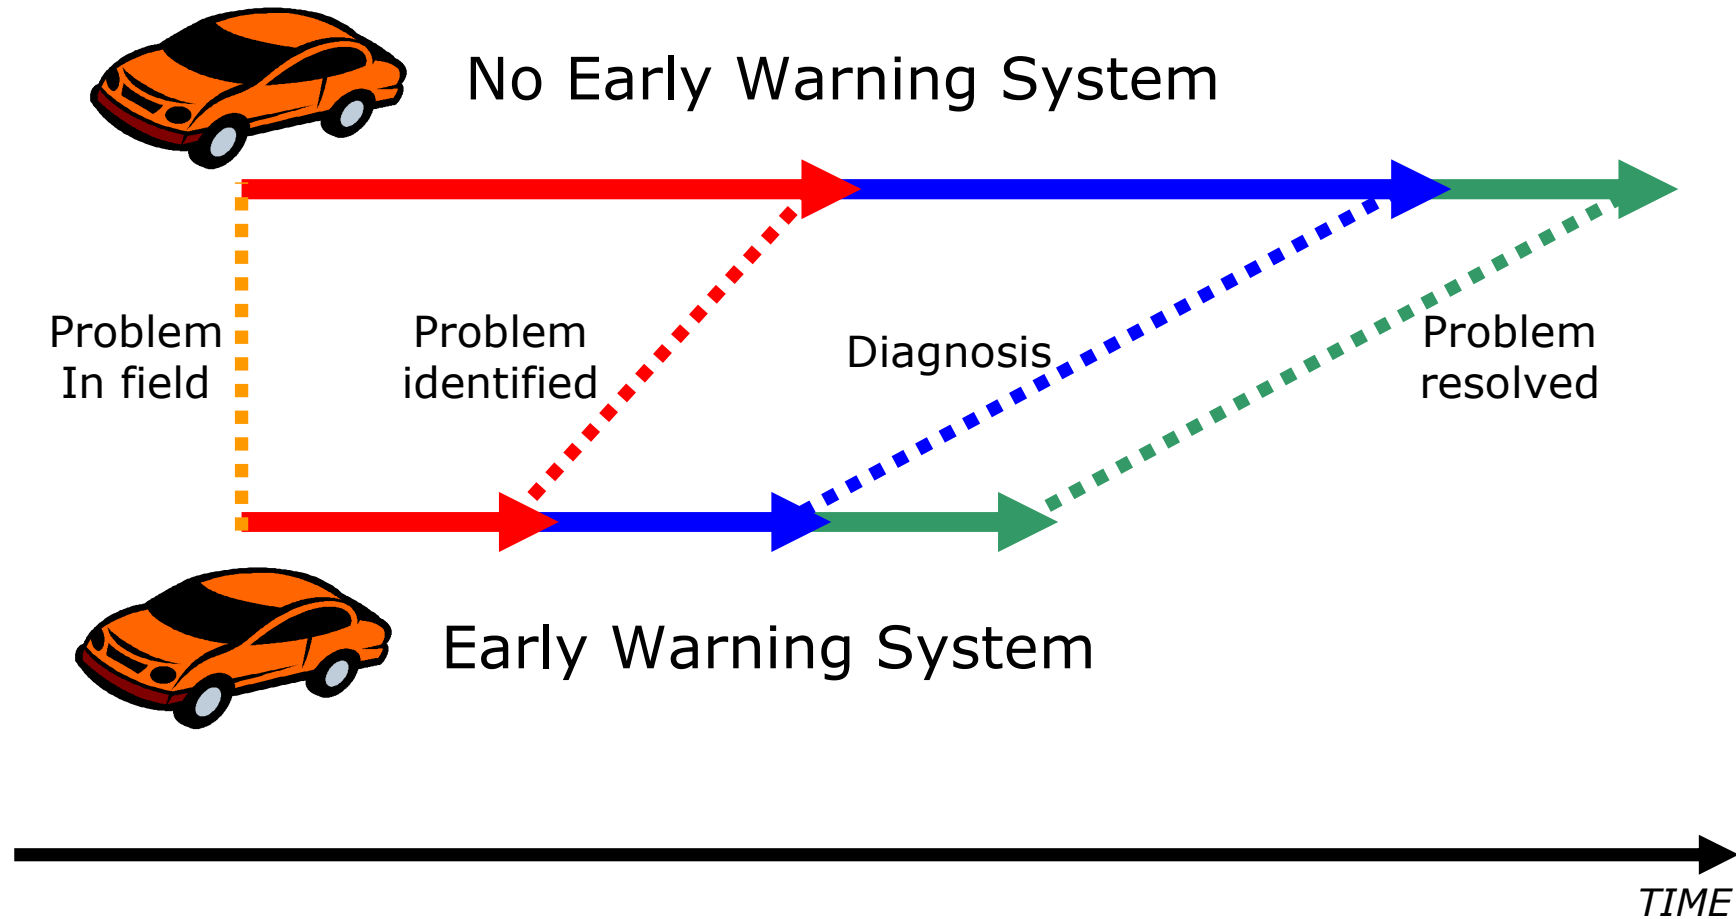 No Early Warning System
Problem
In field
Problem
identified
Diagnosis
Problem
resolved
Early Warning System
TIME